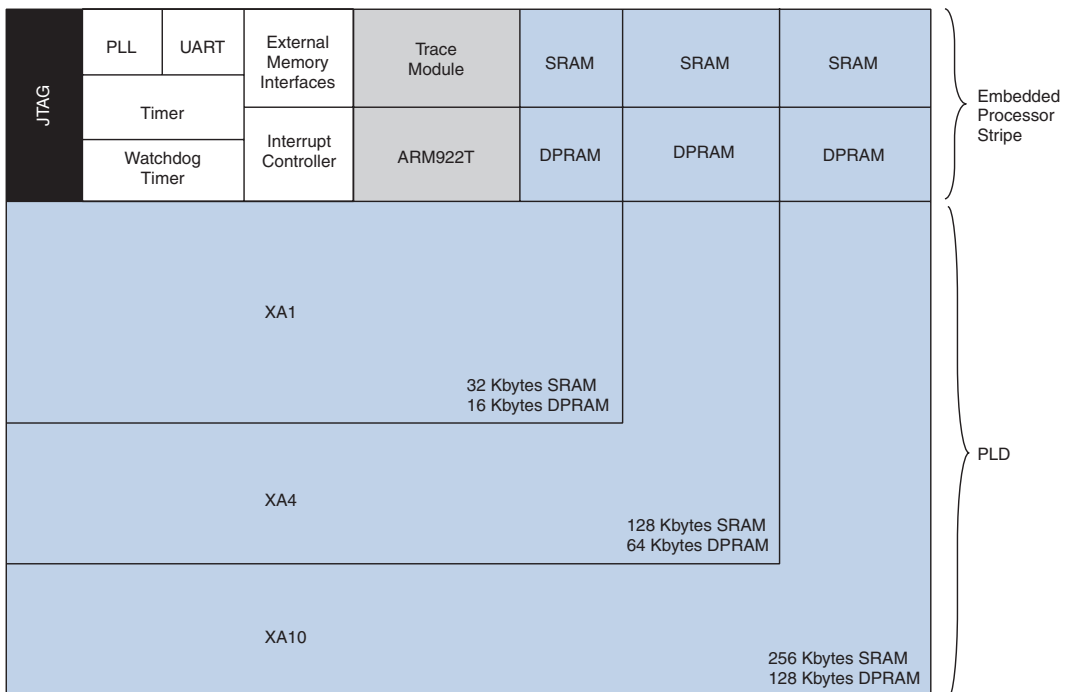 JTAG
PLL
UART
External
Memory
Interfaces
Trace
Module
SRAM
SRAM
SRAM
Timer
Watchdog
Timer
Interrupt
Controller
ARM922T
DPRAM
DPRAM
DPRAM
Embedded
Processor
Stripe
XA1
32 Kbytes SRAM
16 Kbytes DPRAM
PLD
XA4
128 Kbytes SRAM
64 Kbytes DPRAM
XA10
256 Kbytes SRAM
128 Kbytes DPRAM